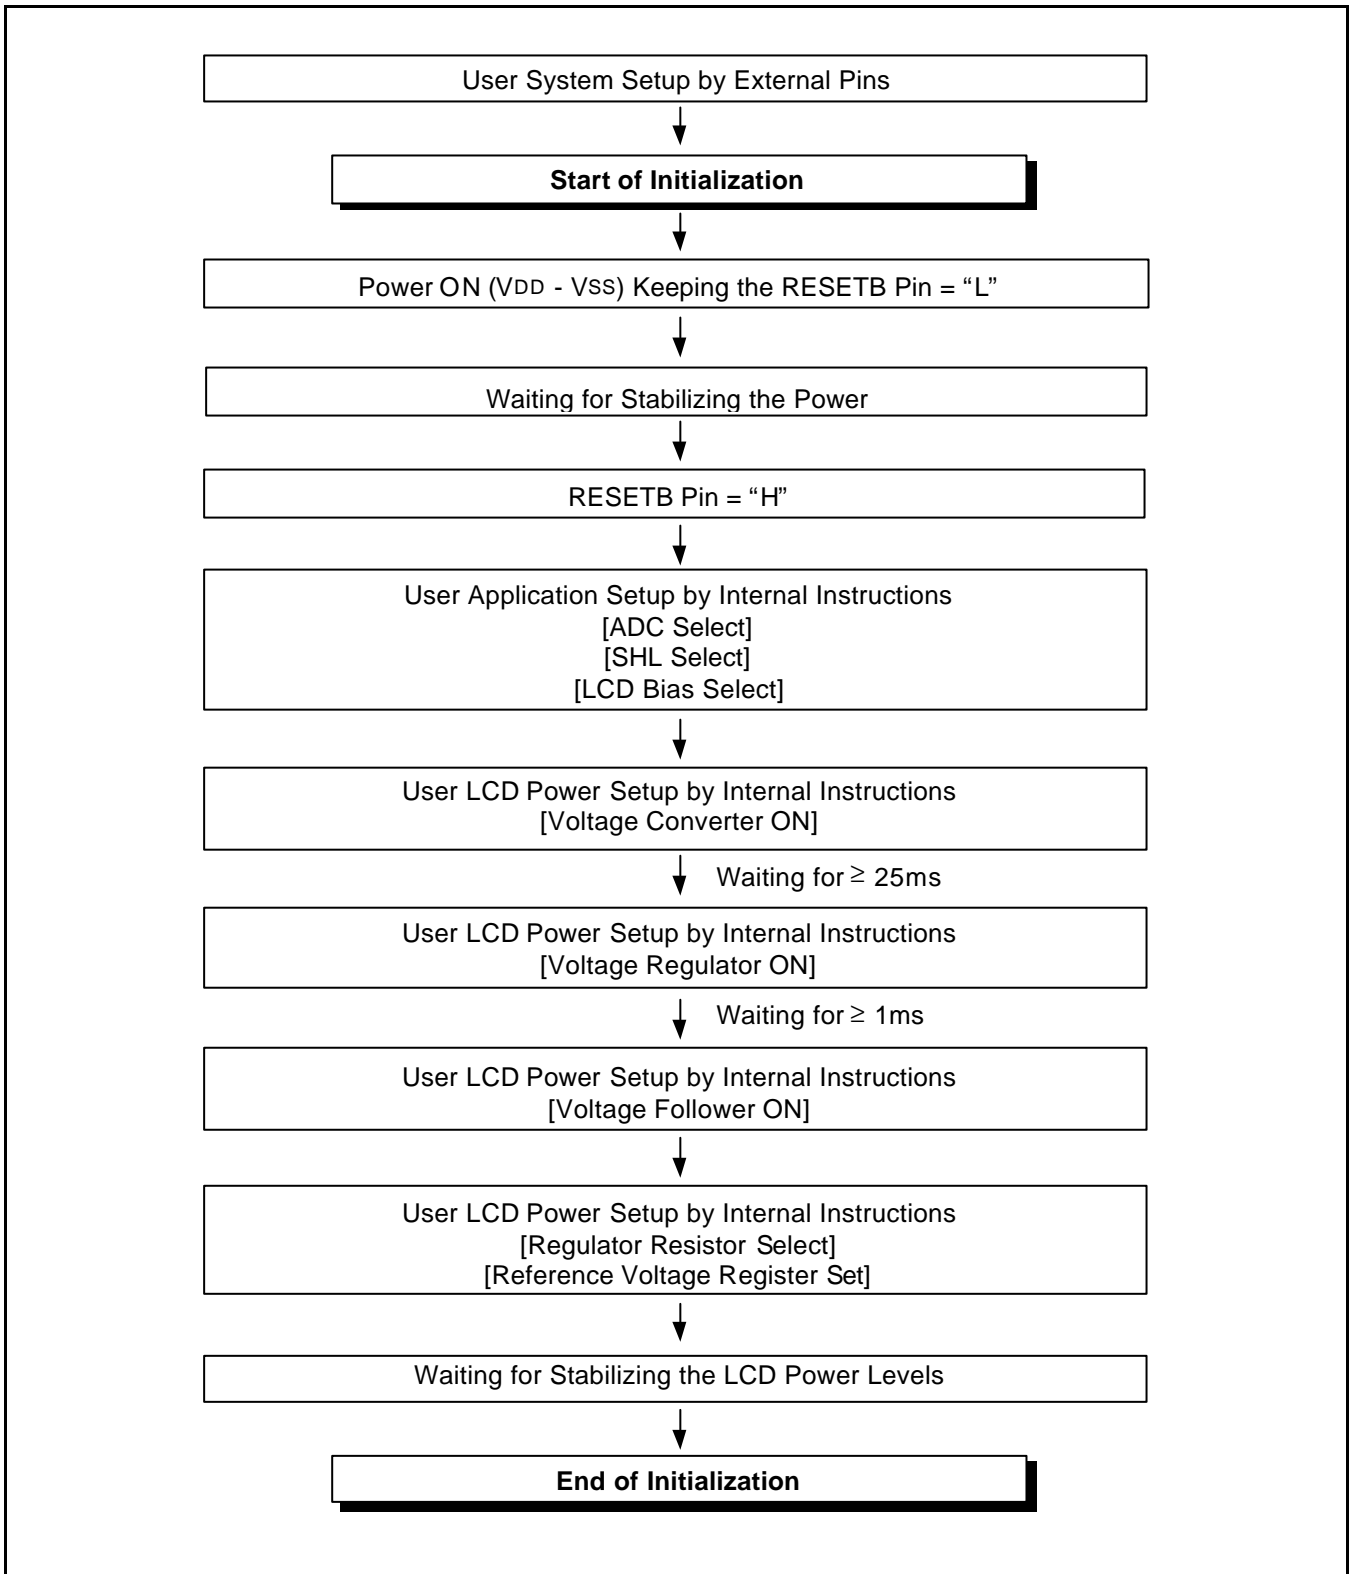 User System Setup by External Pins
Start of Initialization
Power ON (VDD - VSS) Keeping the RESETB Pin = “L”
Waiting for Stabilizing the Power
RESETB Pin = “H”
User Application Setup by Internal Instructions
[ADC Select]
[SHL Select]
[LCD Bias Select]
User LCD Power Setup by Internal Instructions
[Voltage Converter ON]
Waiting for ≥ 25ms
User LCD Power Setup by Internal Instructions
[Voltage Regulator ON]
Waiting for ≥ 1ms
User LCD Power Setup by Internal Instructions
[Voltage Follower ON]
User LCD Power Setup by Internal Instructions
[Regulator Resistor Select]
[Reference Voltage Register Set]
Waiting for Stabilizing the LCD Power Levels
End of Initialization